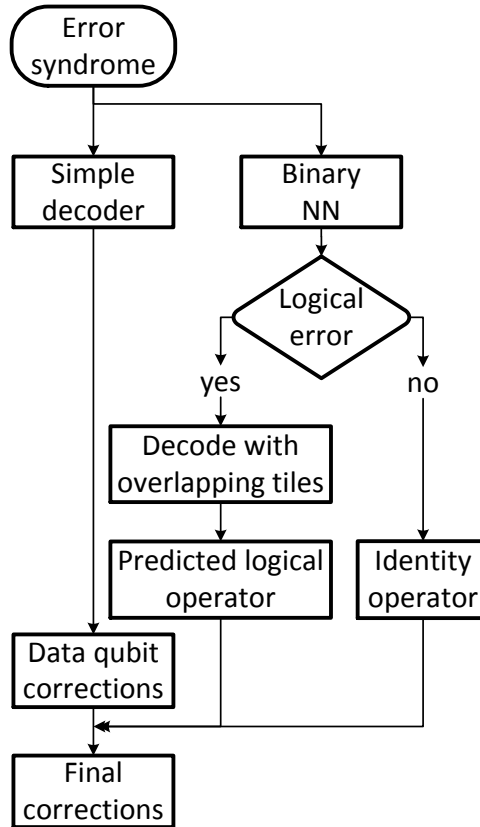 Error
syndrome
Simple
decoder
Binary
NN
Logical
error
yes
no
Decode with
overlapping tiles
Predicted logical
operator
Identity
operator
Data qubit
corrections
Final
corrections